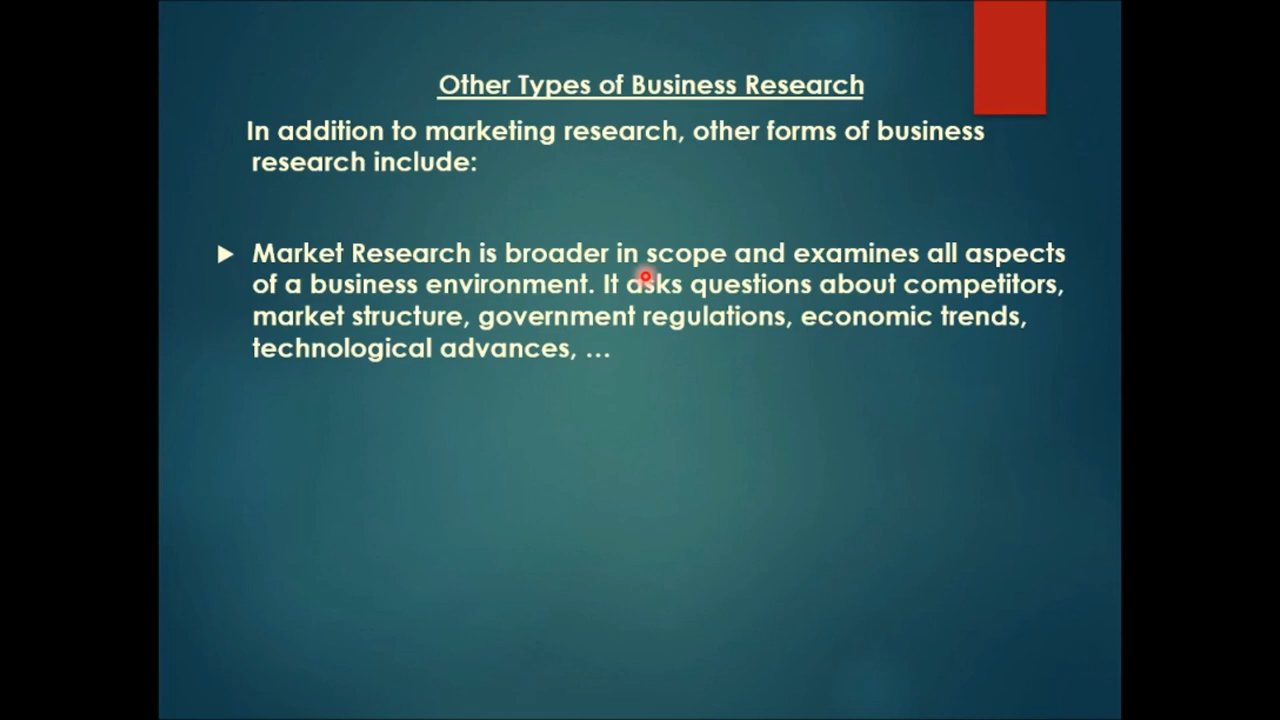 Other Types of Business Research
In addition to marketing research, other forms of business
research include:
Market Research is broader in scope and examines all aspects
of a business environment. It asks questions about competitors,
market structure, government regulations, economic trends,
technological advances, …